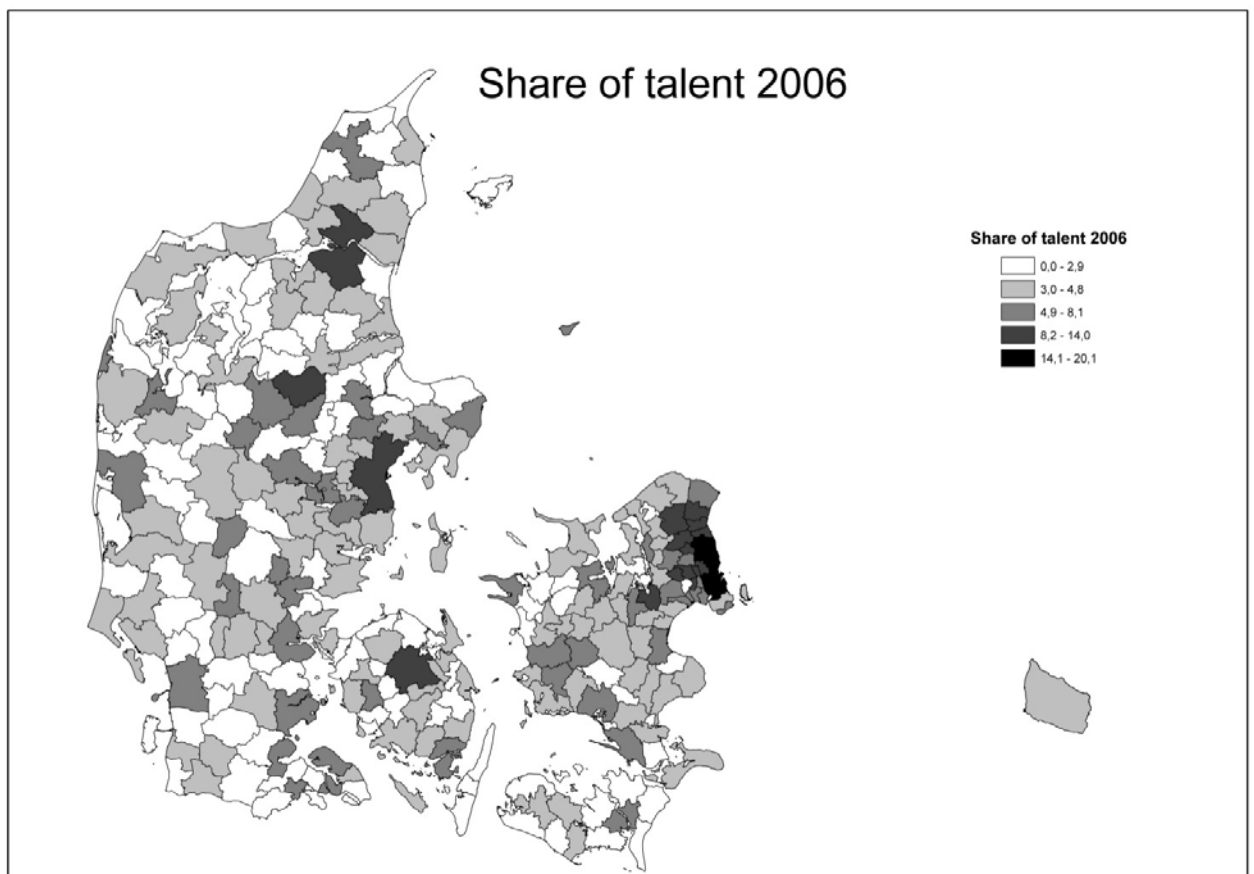 Share of talent 2006
Share of talent 2006
0,0 - 2,9
3,0 - 4,8
4,9 - 8,1
8,2 - 14,0
14,1 - 20,1